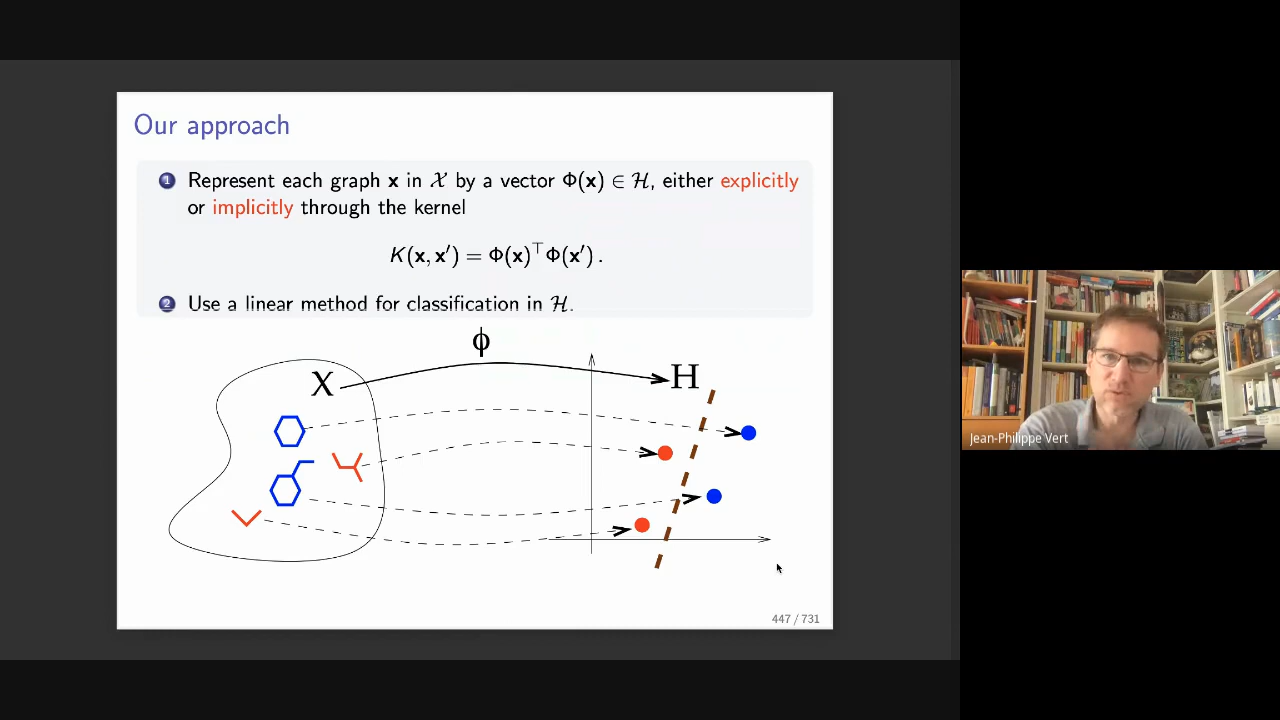 Our approach
1 Represent each graph x in 𝒳 by a vector Φ(x) ∈ ℋ, either explicitly
or implicitly through the kernel
K(x, x′) = Φ(x)⊤Φ(x′) .
2 Use a linear method for classification in ℋ.
ϕ
X
H
447 / 731
Jean-Philippe Vert